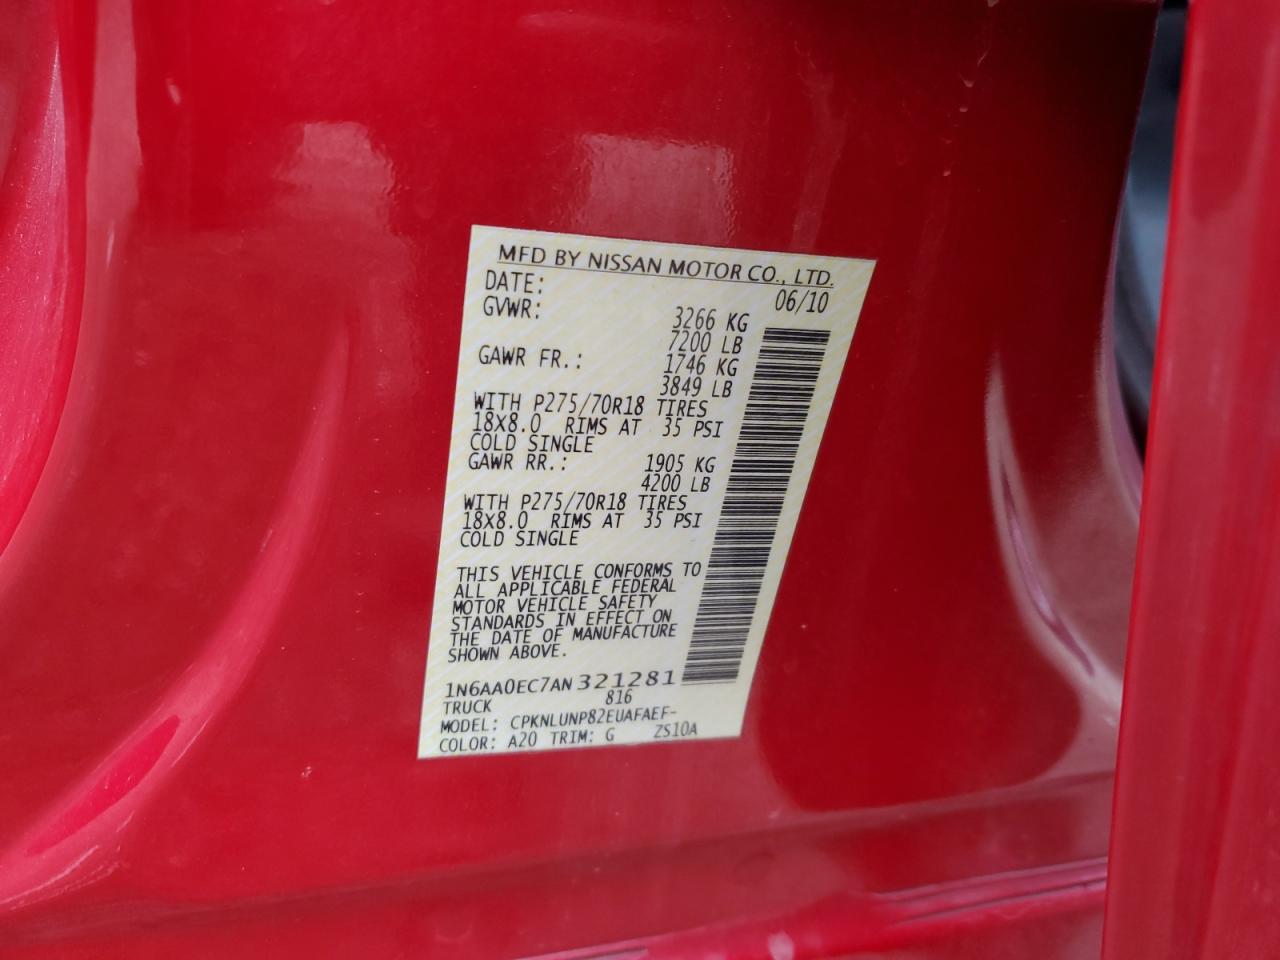 MFD BY NISSAN MOTOR CO., LTD.
DATE: 06/10
GVWR: 3266 KG
7200 LB
GAWR FR.: 1746 KG
3849 LB
WITH P275/70R18 TIRES
18X8.0 RIMS AT 35 PSI
COLD SINGLE
GAWR RR.: 1905 KG
4200 LB
WITH P275/70R18 TIRES
18X8.0 RIMS AT 35 PSI
COLD SINGLE
THIS VEHICLE CONFORMS TO
ALL APPLICABLE FEDERAL
MOTOR VEHICLE SAFETY
STANDARDS IN EFFECT ON
THE DATE OF MANUFACTURE
SHOWN ABOVE.
1N6AA0EC7AN321281
TRUCK 816
MODEL: CPKNLUNP82EUAFAEF-
COLOR: A20 TRIM: G ZS10A